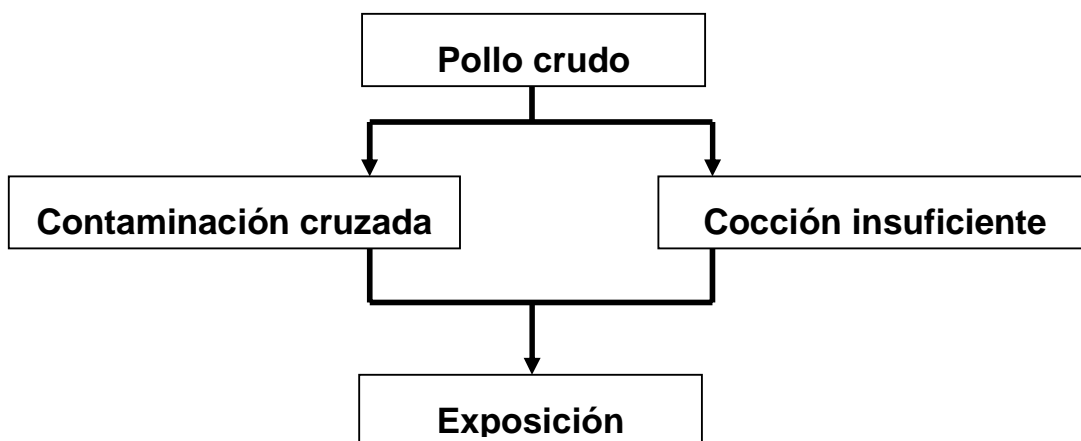 Pollo crudo
Contaminación cruzada
Cocción insuficiente
Exposición